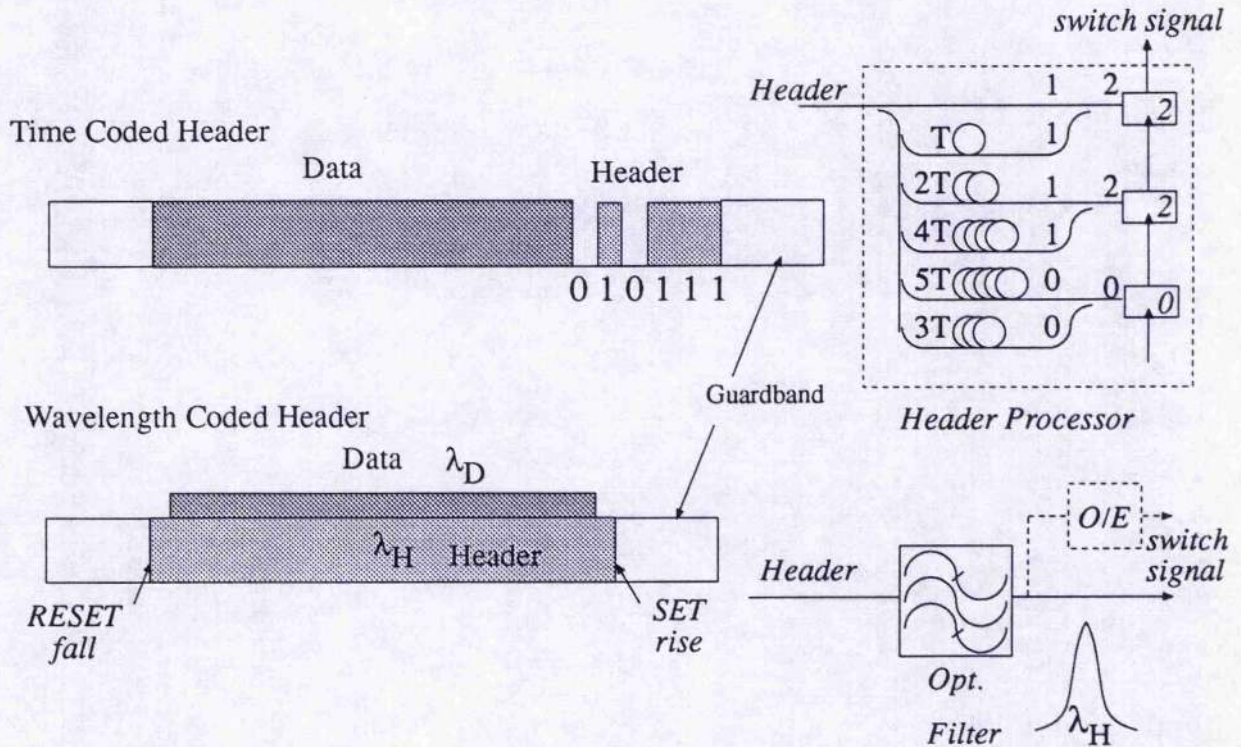 switch signal
Header
1
2
2
T
1
2T
1
2
2
4T
1
5T
0
0
0
3T
0
Header Processor
Time Coded Header
Data
Header
0 1 0 1 1 1
Guardband
Wavelength Coded Header
Data λD
λH Header
RESET
fall
SET
rise
Header
O/E
switch
signal
Opt.
Filter
λH